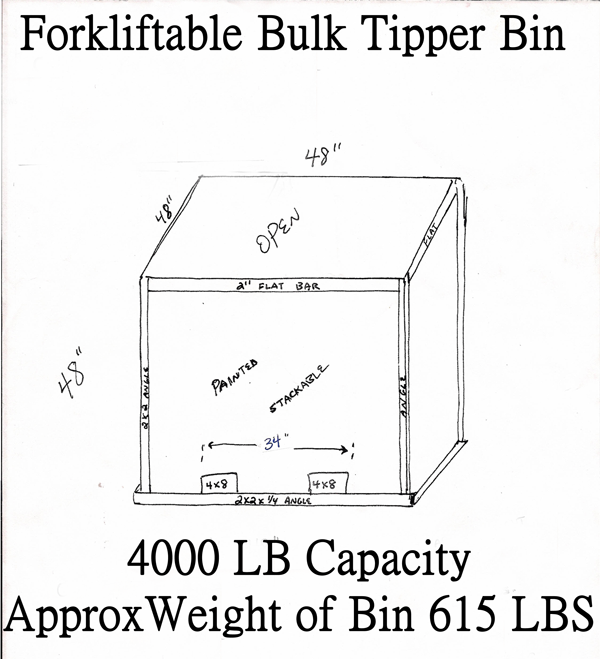 Forkliftable Bulk Tipper Bin
48"
48"
OPEN
FLAT
2" FLAT BAR
48"
2X2 ANGLE
PAINTED
STACKABLE
ANGLE
34"
4x8
4x8
2X2X 1/4 ANGLE
4000 LB Capacity
ApproxWeight of Bin 615 LBS